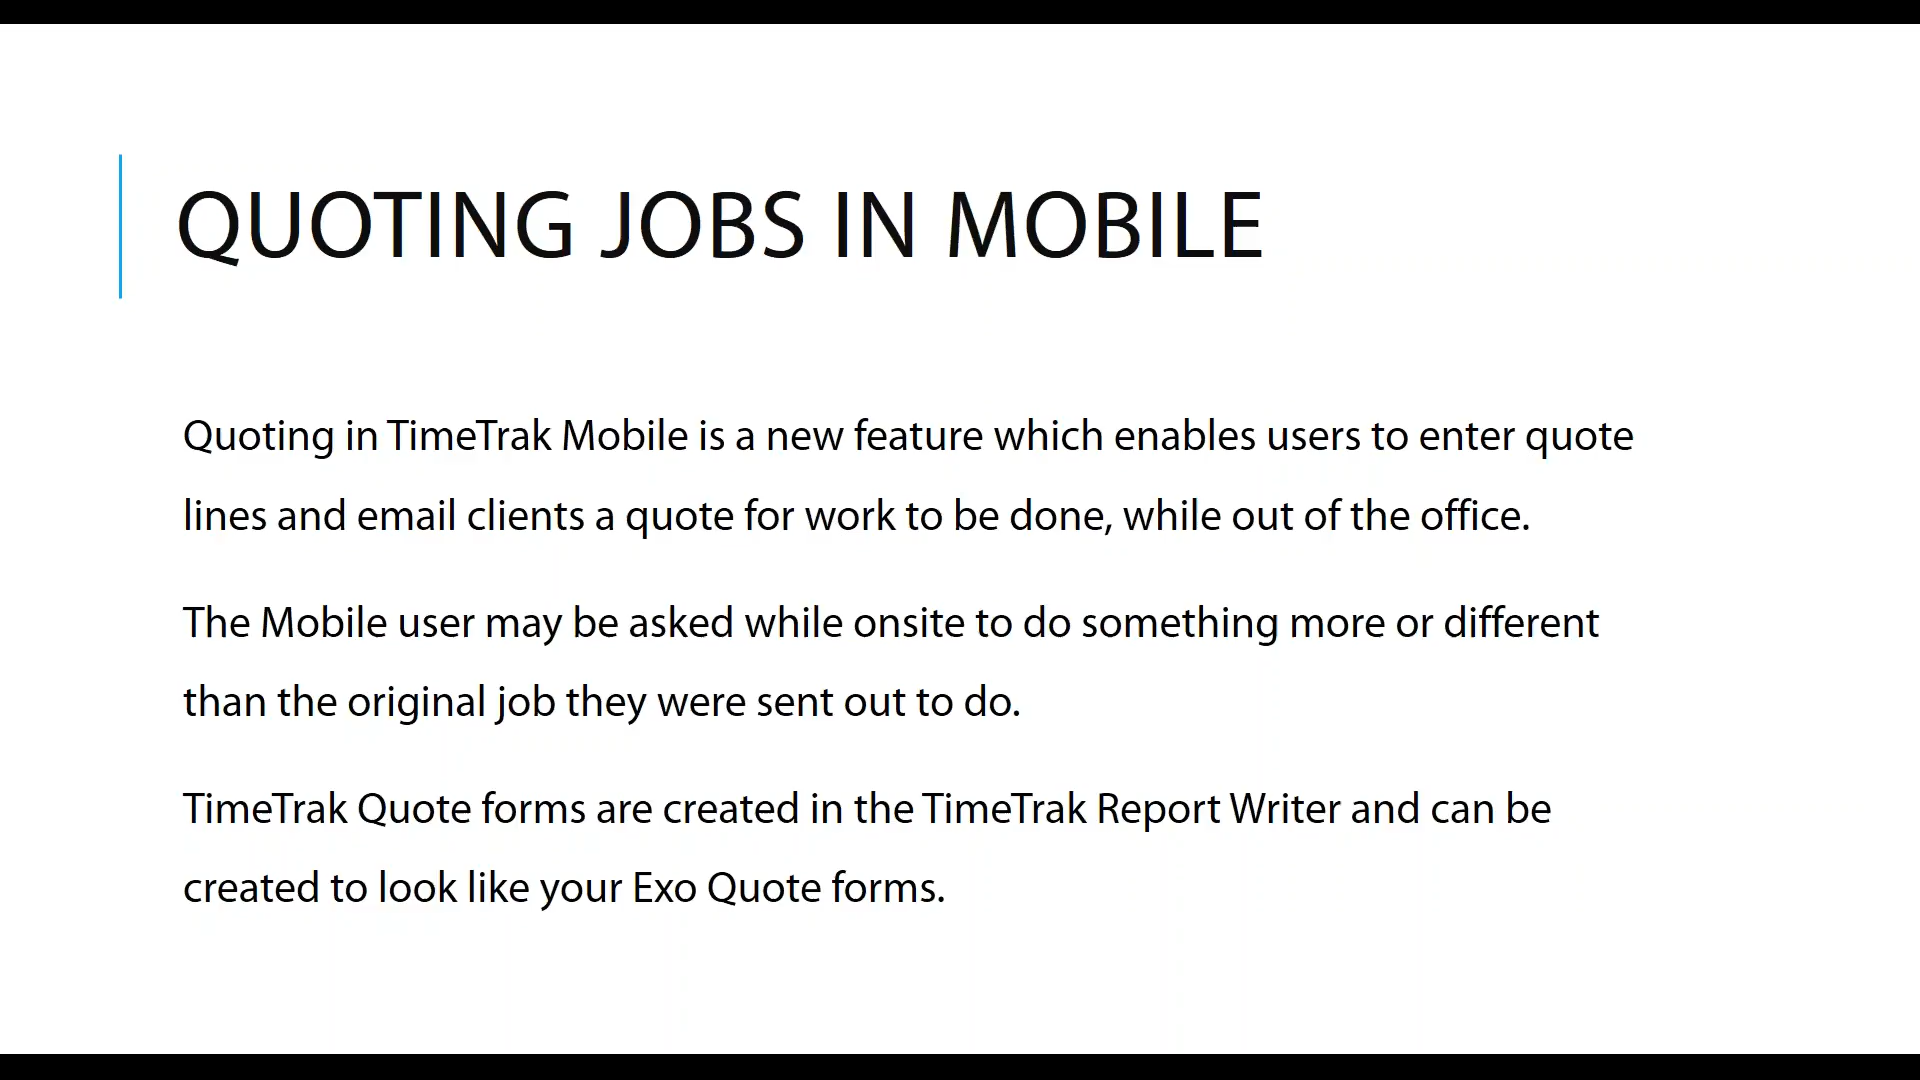 QUOTING JOBS IN MOBILE
Quoting in TimeTrak Mobile is a new feature which enables users to enter quote
lines and email clients a quote for work to be done, while out of the office.
The Mobile user may be asked while onsite to do something more or different
than the original job they were sent out to do.
TimeTrak Quote forms are created in the TimeTrak Report Writer and can be
created to look like your Exo Quote forms.